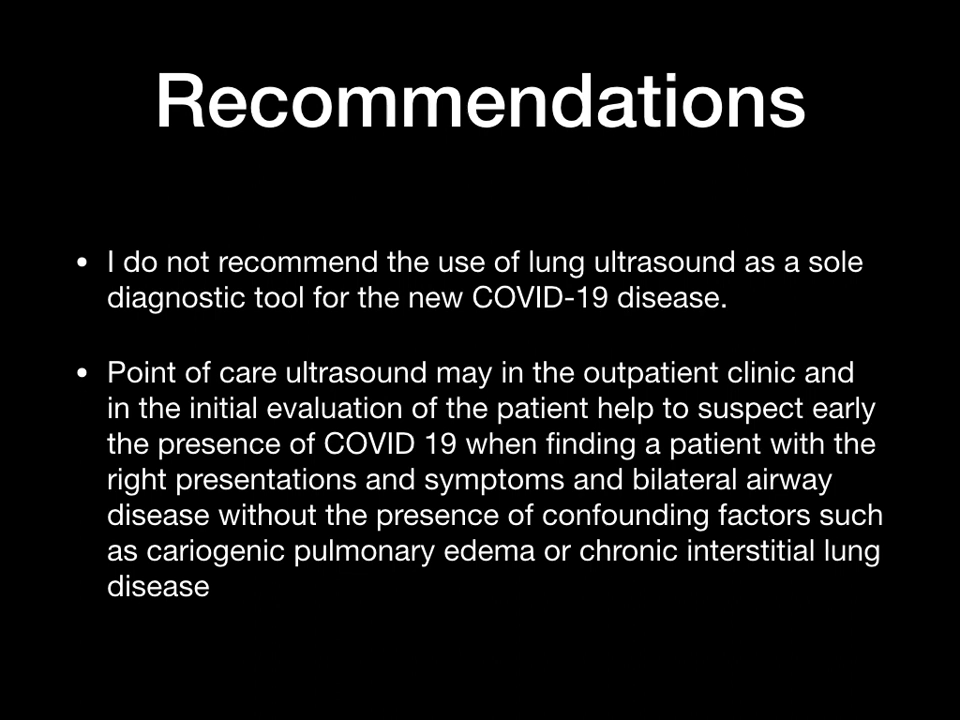 Recommendations
• I do not recommend the use of lung ultrasound as a sole
diagnostic tool for the new COVID-19 disease.
• Point of care ultrasound may in the outpatient clinic and
in the initial evaluation of the patient help to suspect early
the presence of COVID 19 when finding a patient with the
right presentations and symptoms and bilateral airway
disease without the presence of confounding factors such
as cariogenic pulmonary edema or chronic interstitial lung
disease